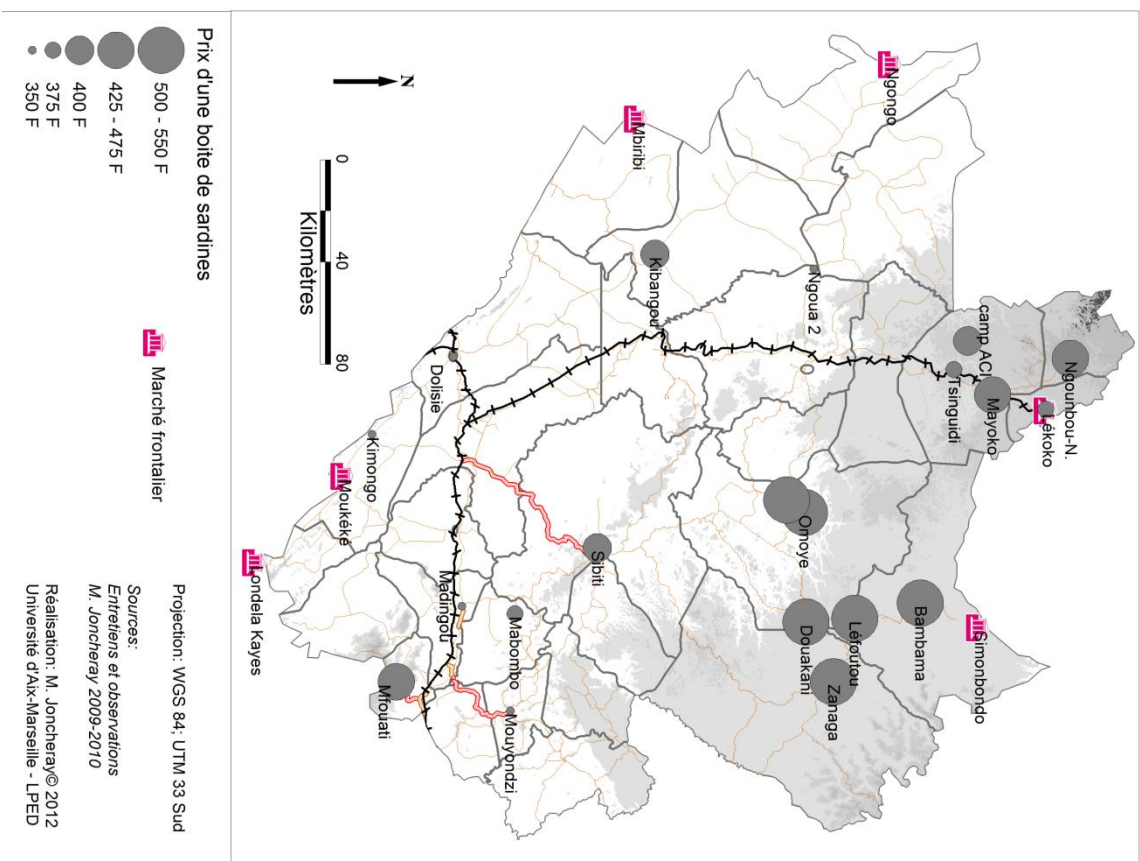 Ngounbou-N.
Lékoko
camp ACI
Mayoko
Tsinguidi
Simonbondo
Bambama
Ngongo
Léfoutou
Zanaga
Ngoua 2
Omoye
Douakani
Mbiribi
Kibangou
Sibiti
Mabombo
Mouyondzi
Dolisie
Madingou
Kimongo
Moukéké
Mfouati
Londela Kayes
N
0 40 80
Kilomètres
Prix d'une boite de sardines
500 - 550 F
425 - 475 F
400 F
375 F
350 F
Marché frontalier
Projection: WGS 84; UTM 33 Sud
Sources:
Entretiens et observations
M. Joncheray 2009-2010
Réalisation: M. Joncheray© 2012
Université d'Aix-Marseille - LPED